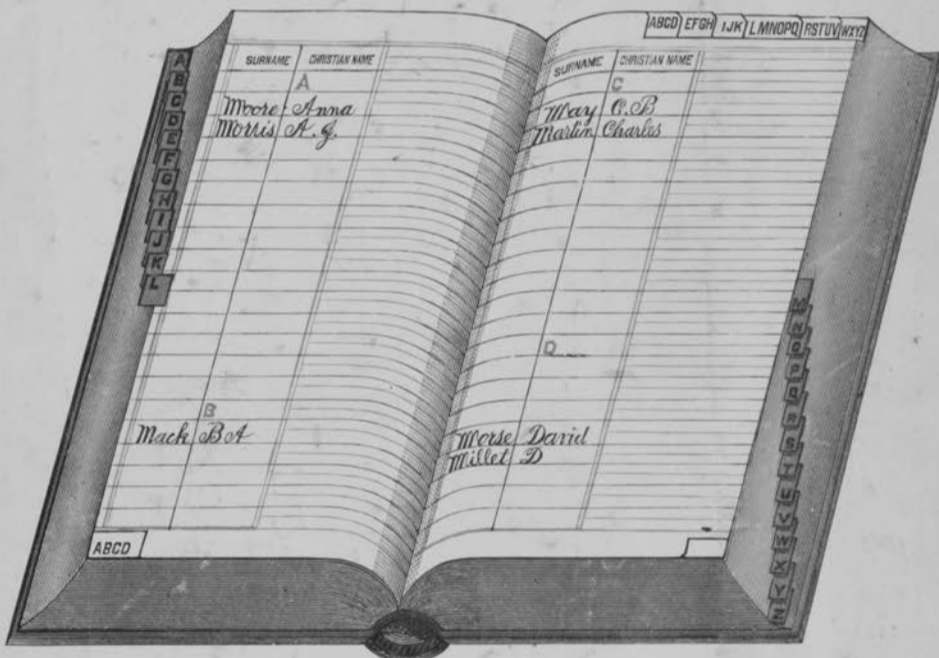 ABCD EFGH IJK LMNOPQ RSTUV WXYZ
A
B
C
D
E
F
G
H
I
J
K
L
SURNAME CHRISTIAN NAME
A
Moore Anna
Morris A. J.
B
Mack B A
ABCD
SURNAME CHRISTIAN NAME
C
May C. B
Martin Charles
D
Morse David
Millet D
M
N
O
P
Q
R
S
T
U
V
W
X
Y
Z